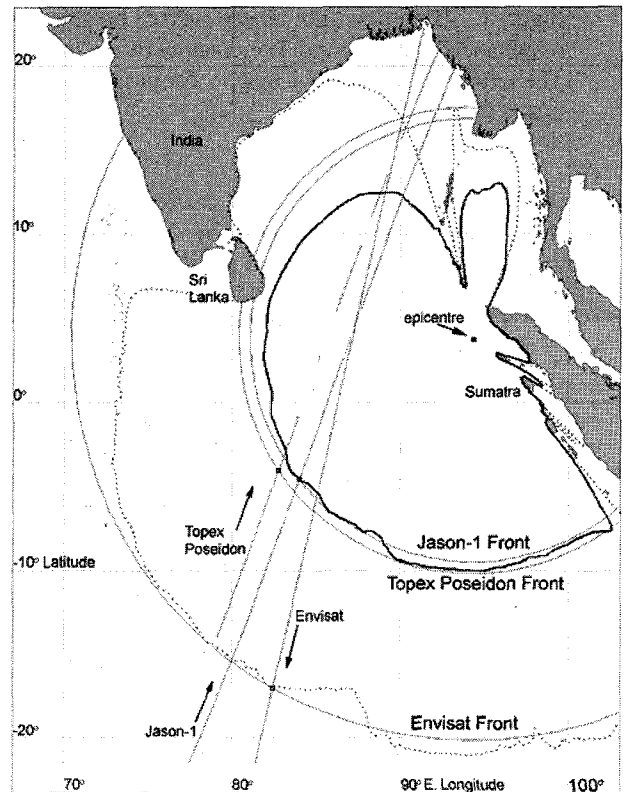 20°
India
10°
Sri
Lanka
epicentre
0°
Sumatra
Topex
Poseidon
Jason-1 Front
-10° Latitude
Topex Poseidon Front
Envisat
Jason-1
Envisat Front
-20°
70°
80°
90° E. Longitude
100°